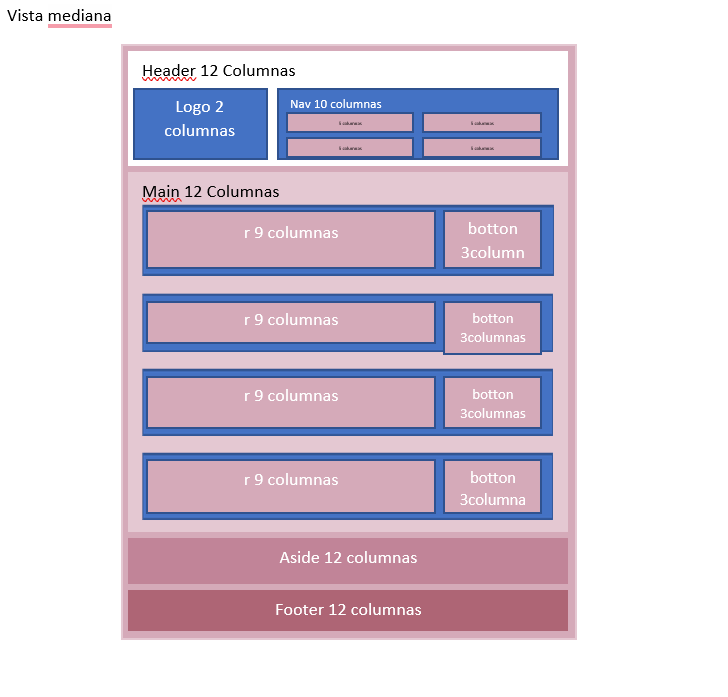 Vista mediana
Header 12 Columnas
Logo 2
columnas
Nav 10 columnas
5 columnas
5 columnas
5 columnas
5 columnas
Main 12 Columnas
r 9 columnas
botton
3column
r 9 columnas
botton
3columnas
r 9 columnas
botton
3columnas
r 9 columnas
botton
3columna
Aside 12 columnas
Footer 12 columnas